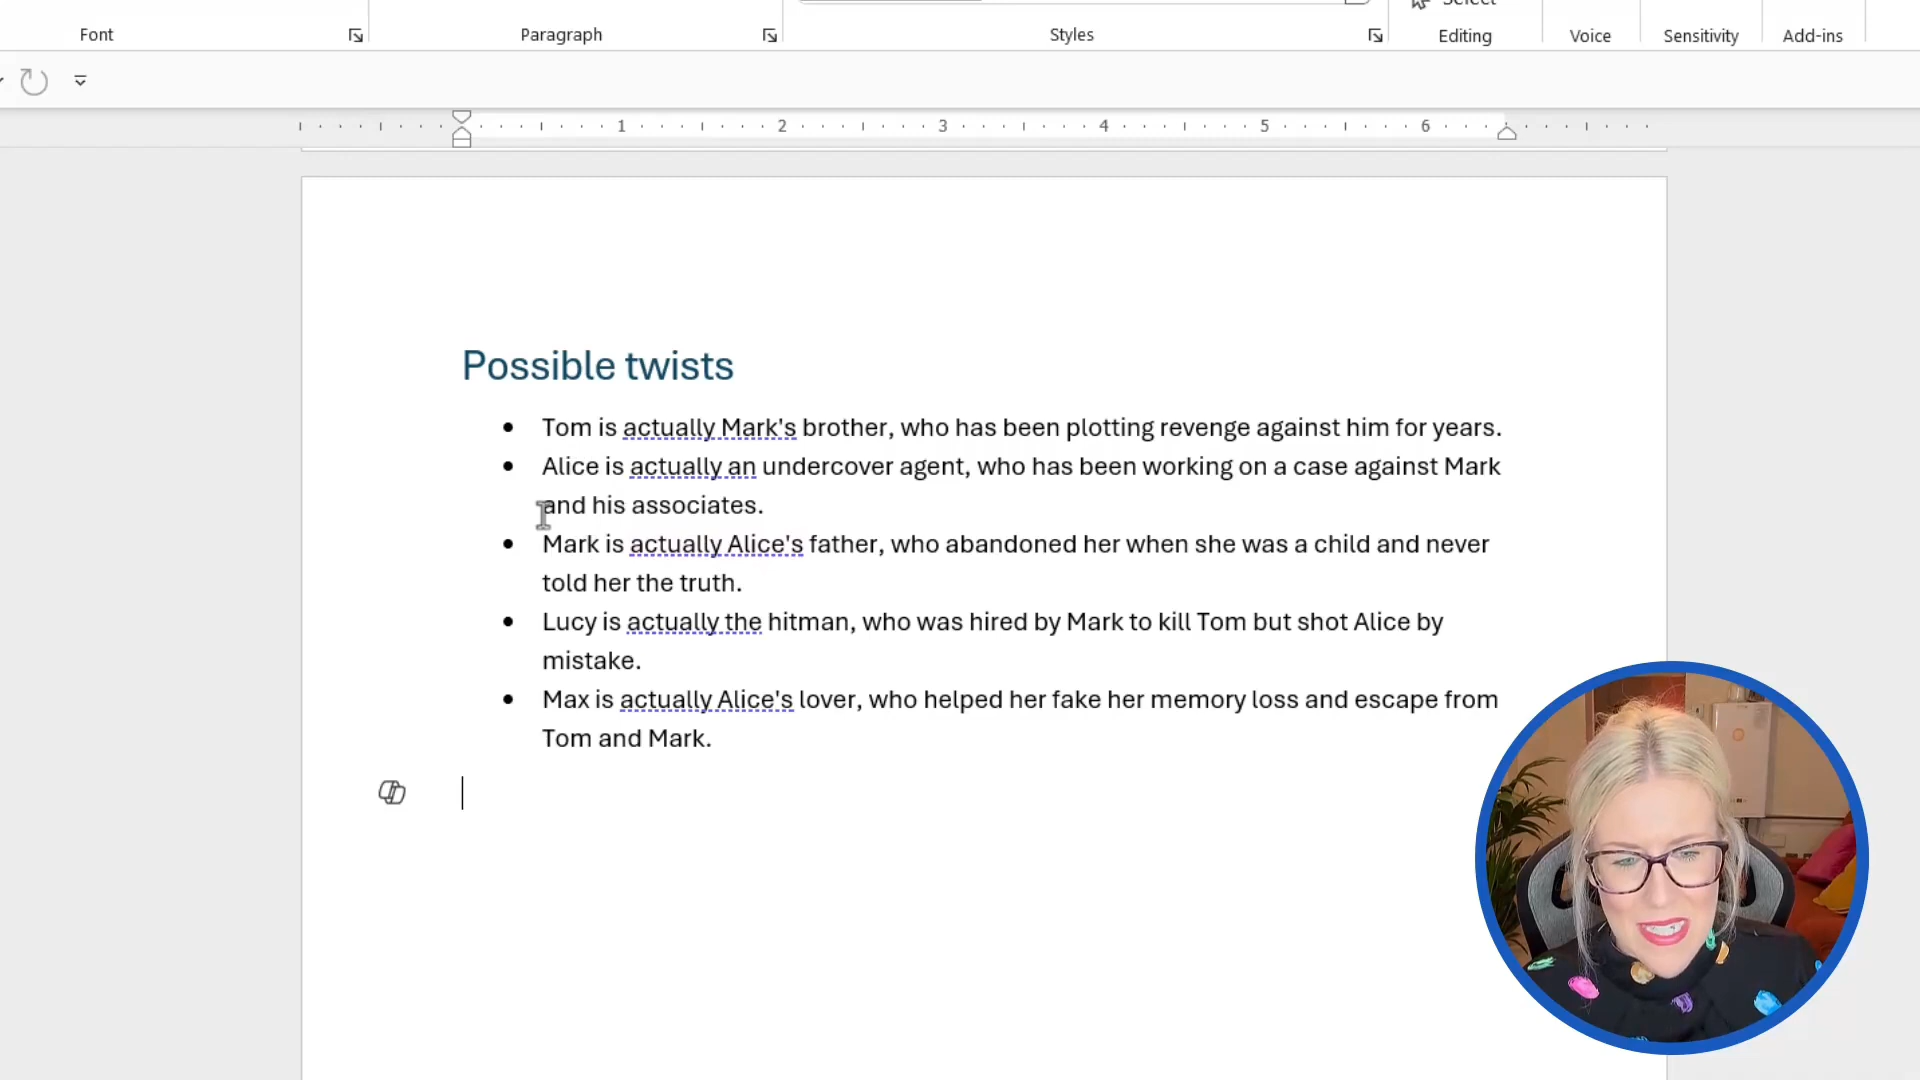 Select
Font
Paragraph
Styles
Editing
Voice
Sensitivity
Add-ins
1 2 3 4 5 6
Possible twists
• Tom is actually Mark's brother, who has been plotting revenge against him for years.
• Alice is actually an undercover agent, who has been working on a case against Mark
and his associates.
• Mark is actually Alice's father, who abandoned her when she was a child and never
told her the truth.
• Lucy is actually the hitman, who was hired by Mark to kill Tom but shot Alice by
mistake.
• Max is actually Alice's lover, who helped her fake her memory loss and escape from
Tom and Mark.